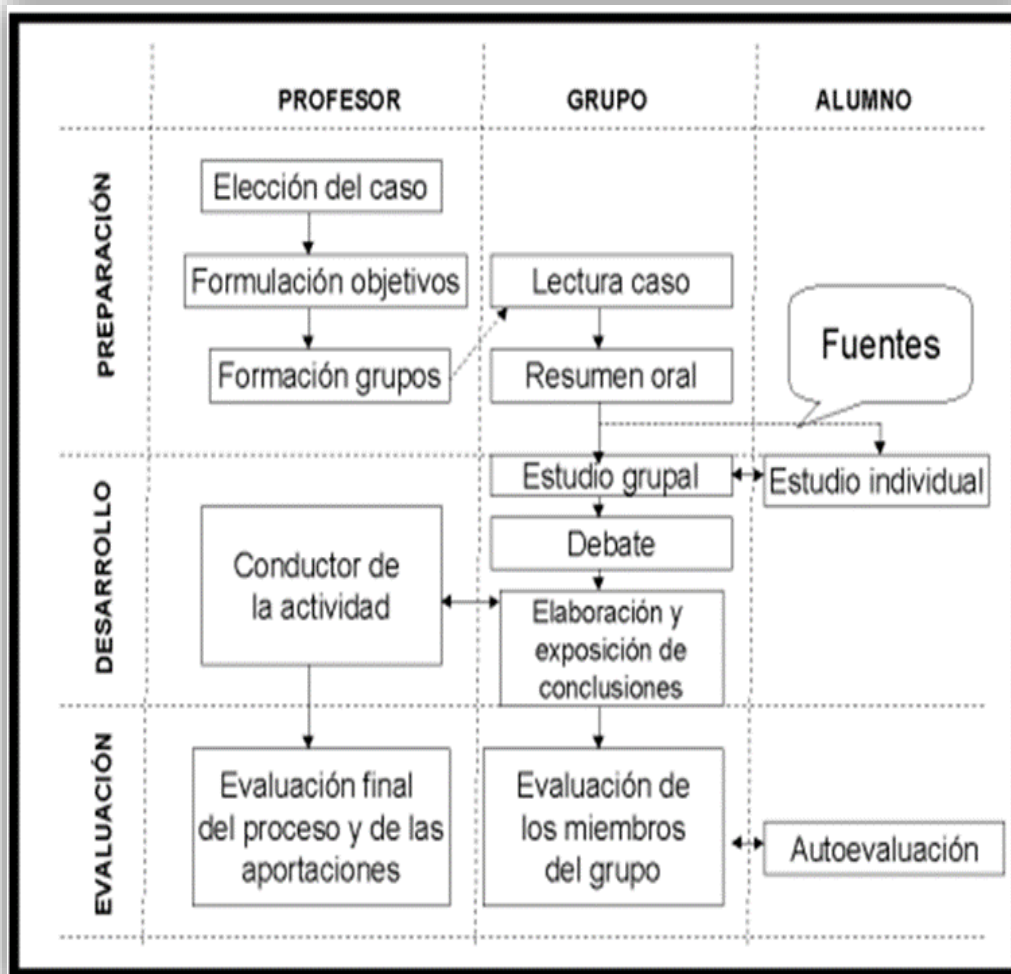 PROFESOR
GRUPO
ALUMNO
PREPARACIÓN
Elección del caso
Formulación objetivos
Lectura caso
Fuentes
Formación grupos
Resumen oral
DESARROLLO
Estudio grupal
Estudio individual
Debate
Conductor de
la actividad
Elaboración y
exposición de
conclusiones
EVALUACIÓN
Evaluación final
del proceso y de las
aportaciones
Evaluación de
los miembros
del grupo
Autoevaluación